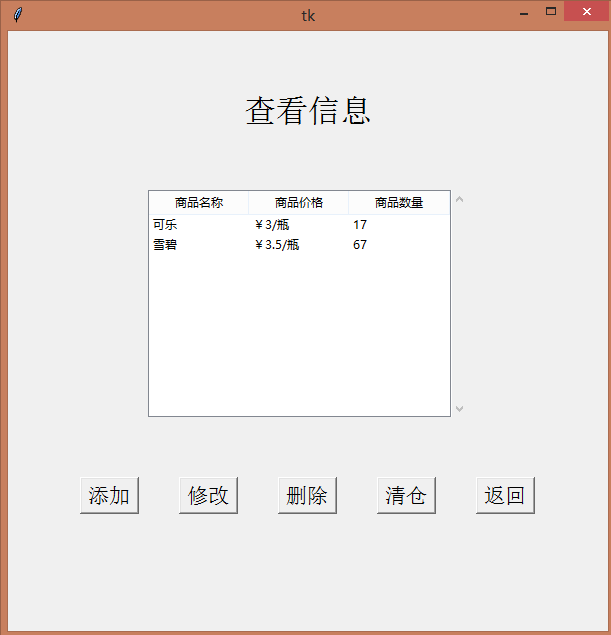 tk
查看信息
商品名称 商品价格 商品数量
可乐 ￥3/瓶 17
雪碧 ￥3.5/瓶 67
添加 修改 删除 清仓 返回